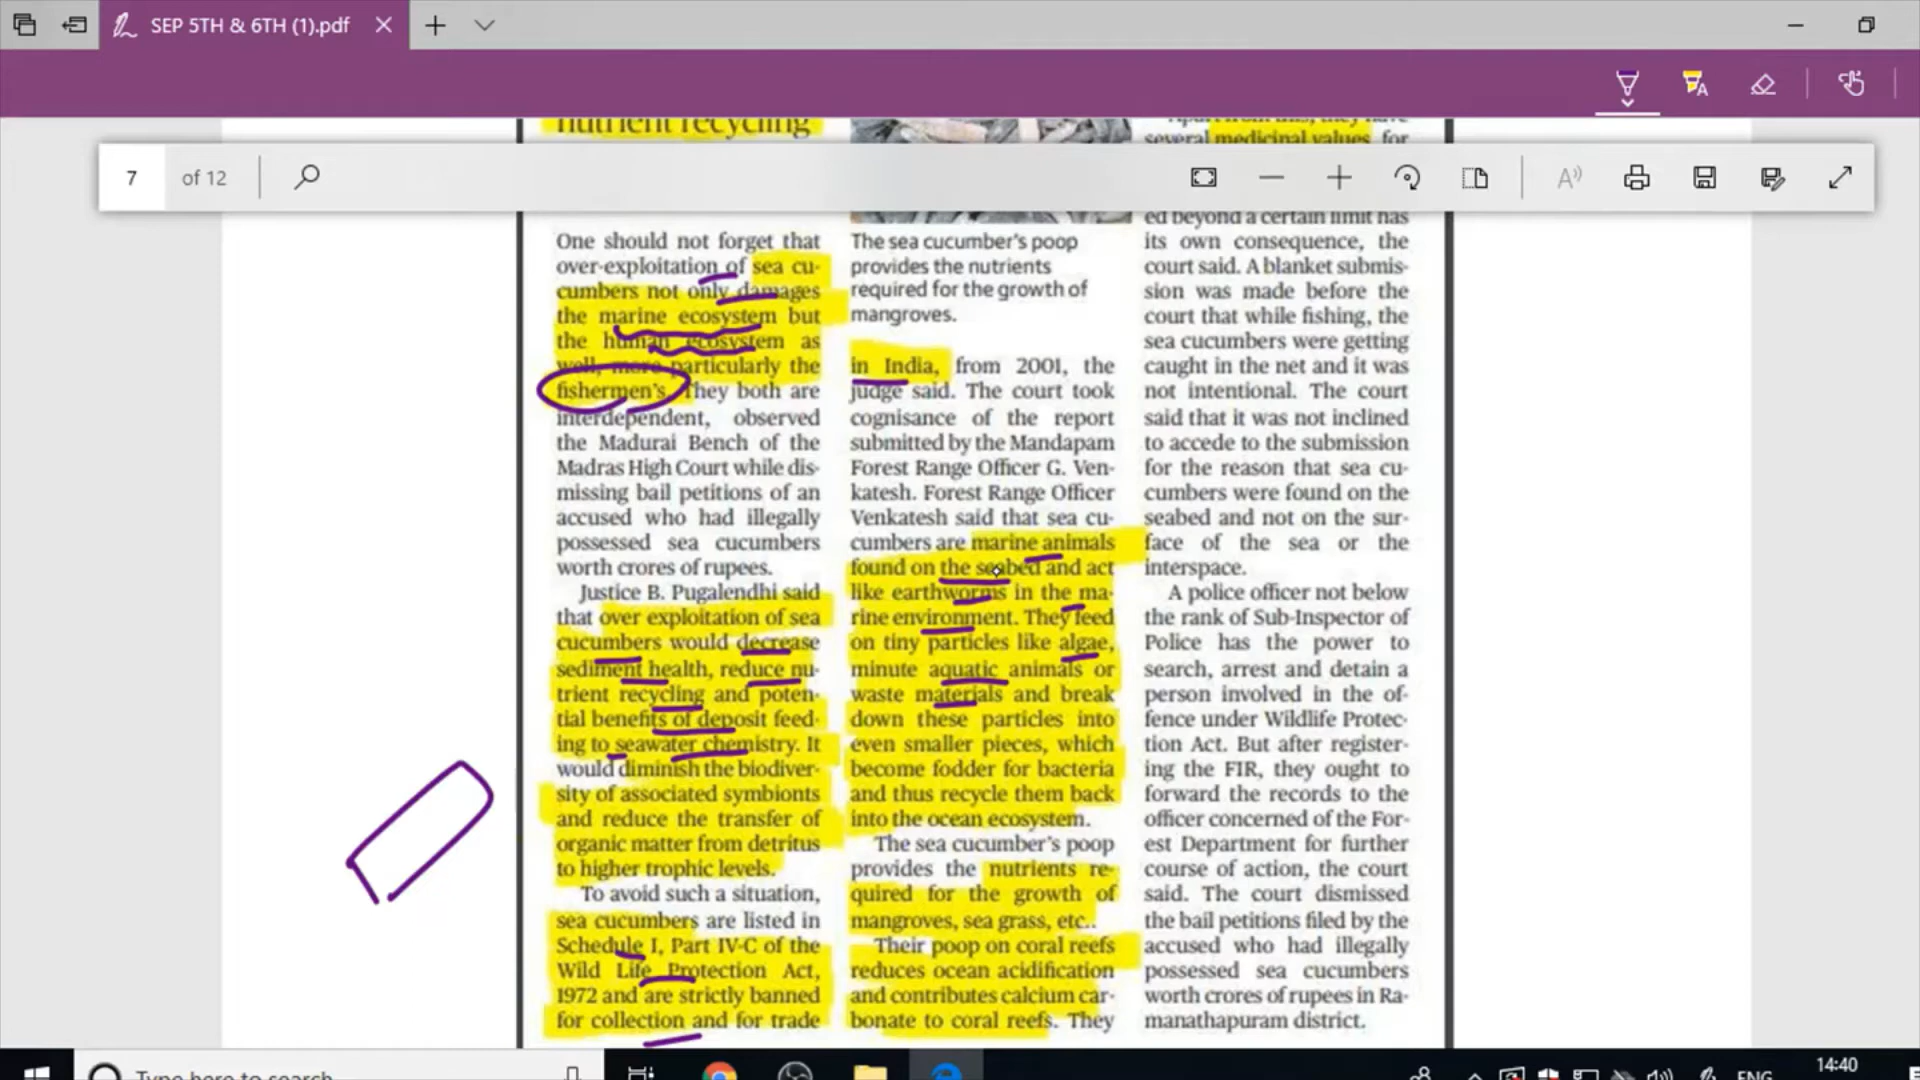 SEP 5TH & 6TH (1).pdf
nutrient recycling
several medicinal values for
7 of 12
One should not forget that
over-exploitation of sea cu-
cumbers not only damages
the marine ecosystem but
the human ecosystem as
well, more particularly the
fishermen's. They both are
interdependent, observed
the Madurai Bench of the
Madras High Court while dis-
missing bail petitions of an
accused who had illegally
possessed sea cucumbers
worth crores of rupees.
Justice B. Pugalendhi said
that over exploitation of sea
cucumbers would decrease
sediment health, reduce nu-
trient recycling and poten-
tial benefits of deposit feed-
ing to seawater chemistry. It
would diminish the biodiver-
sity of associated symbionts
and reduce the transfer of
organic matter from detritus
to higher trophic levels.
To avoid such a situation,
sea cucumbers are listed in
Schedule I, Part IV-C of the
Wild Life Protection Act,
1972 and are strictly banned
for collection and for trade
The sea cucumber's poop
provides the nutrients
required for the growth of
mangroves.
in India, from 2001, the
judge said. The court took
cognisance of the report
submitted by the Mandapam
Forest Range Officer G. Ven-
katesh. Forest Range Officer
Venkatesh said that sea cu-
cumbers are marine animals
found on the seabed and act
like earthworms in the ma-
rine environment. They feed
on tiny particles like algae,
minute aquatic animals or
waste materials and break
down these particles into
even smaller pieces, which
become fodder for bacteria
and thus recycle them back
into the ocean ecosystem.
The sea cucumber's poop
provides the nutrients re-
quired for the growth of
mangroves, sea grass, etc..
Their poop on coral reefs
reduces ocean acidification
and contributes calcium car-
bonate to coral reefs. They
ed beyond a certain limit has
its own consequence, the
court said. A blanket submis-
sion was made before the
court that while fishing, the
sea cucumbers were getting
caught in the net and it was
not intentional. The court
said that it was not inclined
to accede to the submission
for the reason that sea cu-
cumbers were found on the
seabed and not on the sur-
face of the sea or the
interspace.
A police officer not below
the rank of Sub-Inspector of
Police has the power to
search, arrest and detain a
person involved in the of-
fence under Wildlife Protec-
tion Act. But after register-
ing the FIR, they ought to
forward the records to the
officer concerned of the For-
est Department for further
course of action, the court
said. The court dismissed
the bail petitions filed by the
accused who had illegally
possessed sea cucumbers
worth crores of rupees in Ra-
manathapuram district.
Type here to search
ENG
14:40